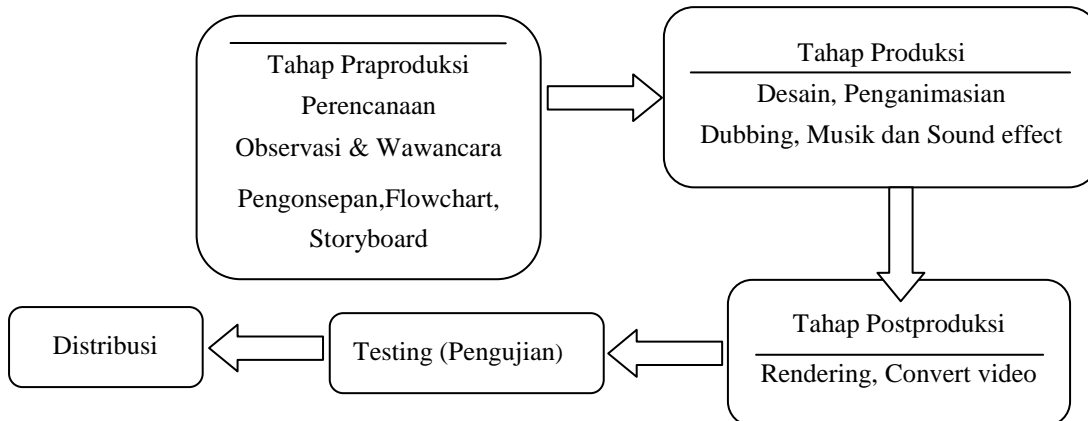 Tahap Praproduksi
Perencanaan
Observasi & Wawancara
Pengonsepan,Flowchart,
Storyboard
Tahap Produksi
Desain, Penganimasian
Dubbing, Musik dan Sound effect
Tahap Postproduksi
Rendering, Convert video
Testing (Pengujian)
Distribusi